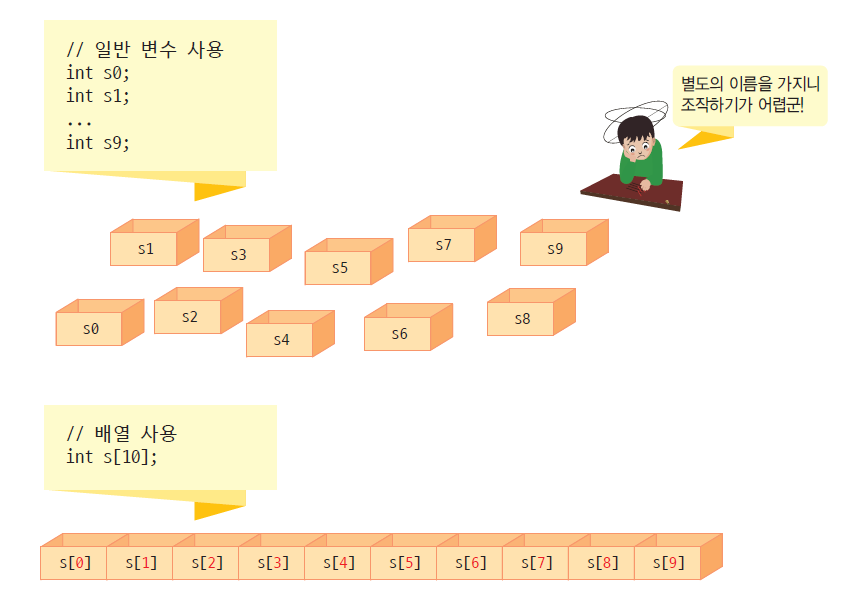 // 일반 변수 사용
int s0;
int s1;
...
int s9;
별도의 이름을 가지니
조작하기가 어렵군!
s1
s3
s5
s7
s9
s0
s2
s4
s6
s8
// 배열 사용
int s[10];
s[0] s[1] s[2] s[3] s[4] s[5] s[6] s[7] s[8] s[9]